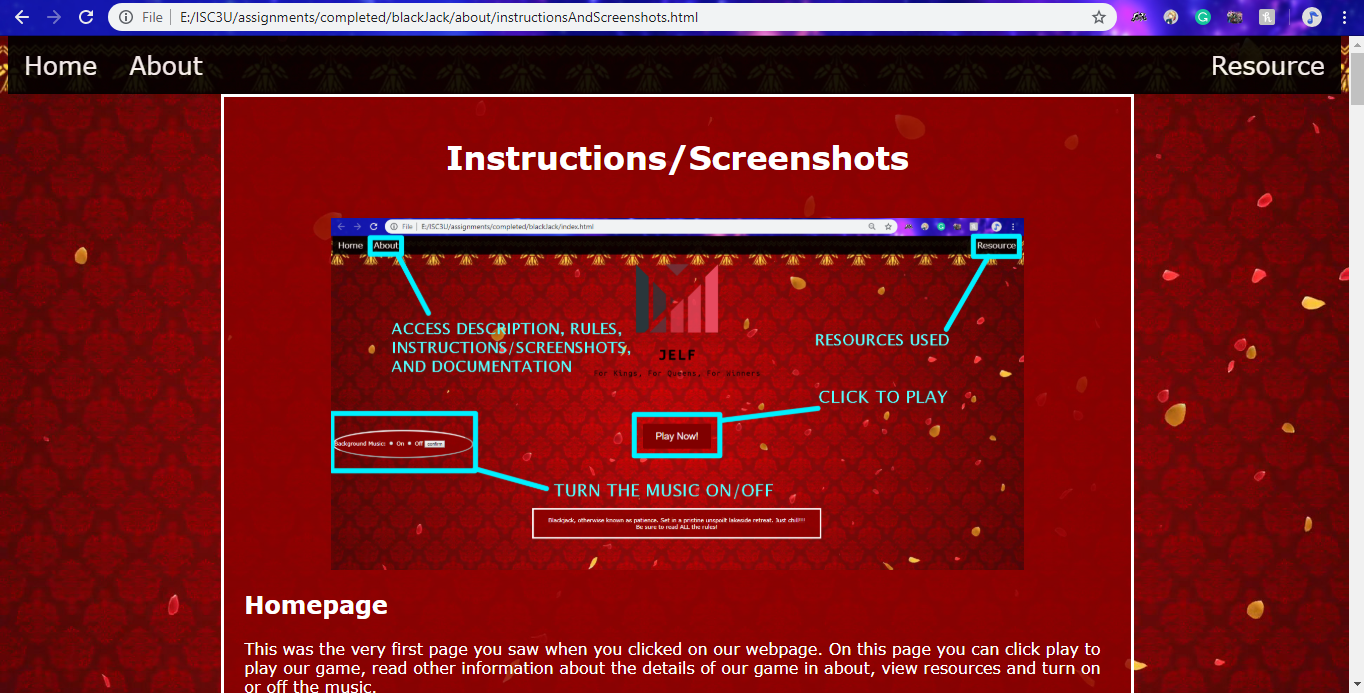 File E:/ISC3U/assignments/completed/blackJack/about/instructionsAndScreenshots.html
Home About Resource
Instructions/Screenshots
File E:/ISC3U/assignments/completed/blackJack/index.html
Home About Resource
ACCESS DESCRIPTION, RULES,
INSTRUCTIONS/SCREENSHOTS,
AND DOCUMENTATION
RESOURCES USED
JELF
For Kings, For Queens, For Winners
CLICK TO PLAY
Background Music: On Off confirm
Play Now!
TURN THE MUSIC ON/OFF
Blackjack, otherwise known as patience. Set in a pristine unspoilt lakeside retreat. Just chill!!!
Be sure to read ALL the rules!
Homepage
This was the very first page you saw when you clicked on our webpage. On this page you can click play to
play our game, read other information about the details of our game in about, view resources and turn on
or off the music.